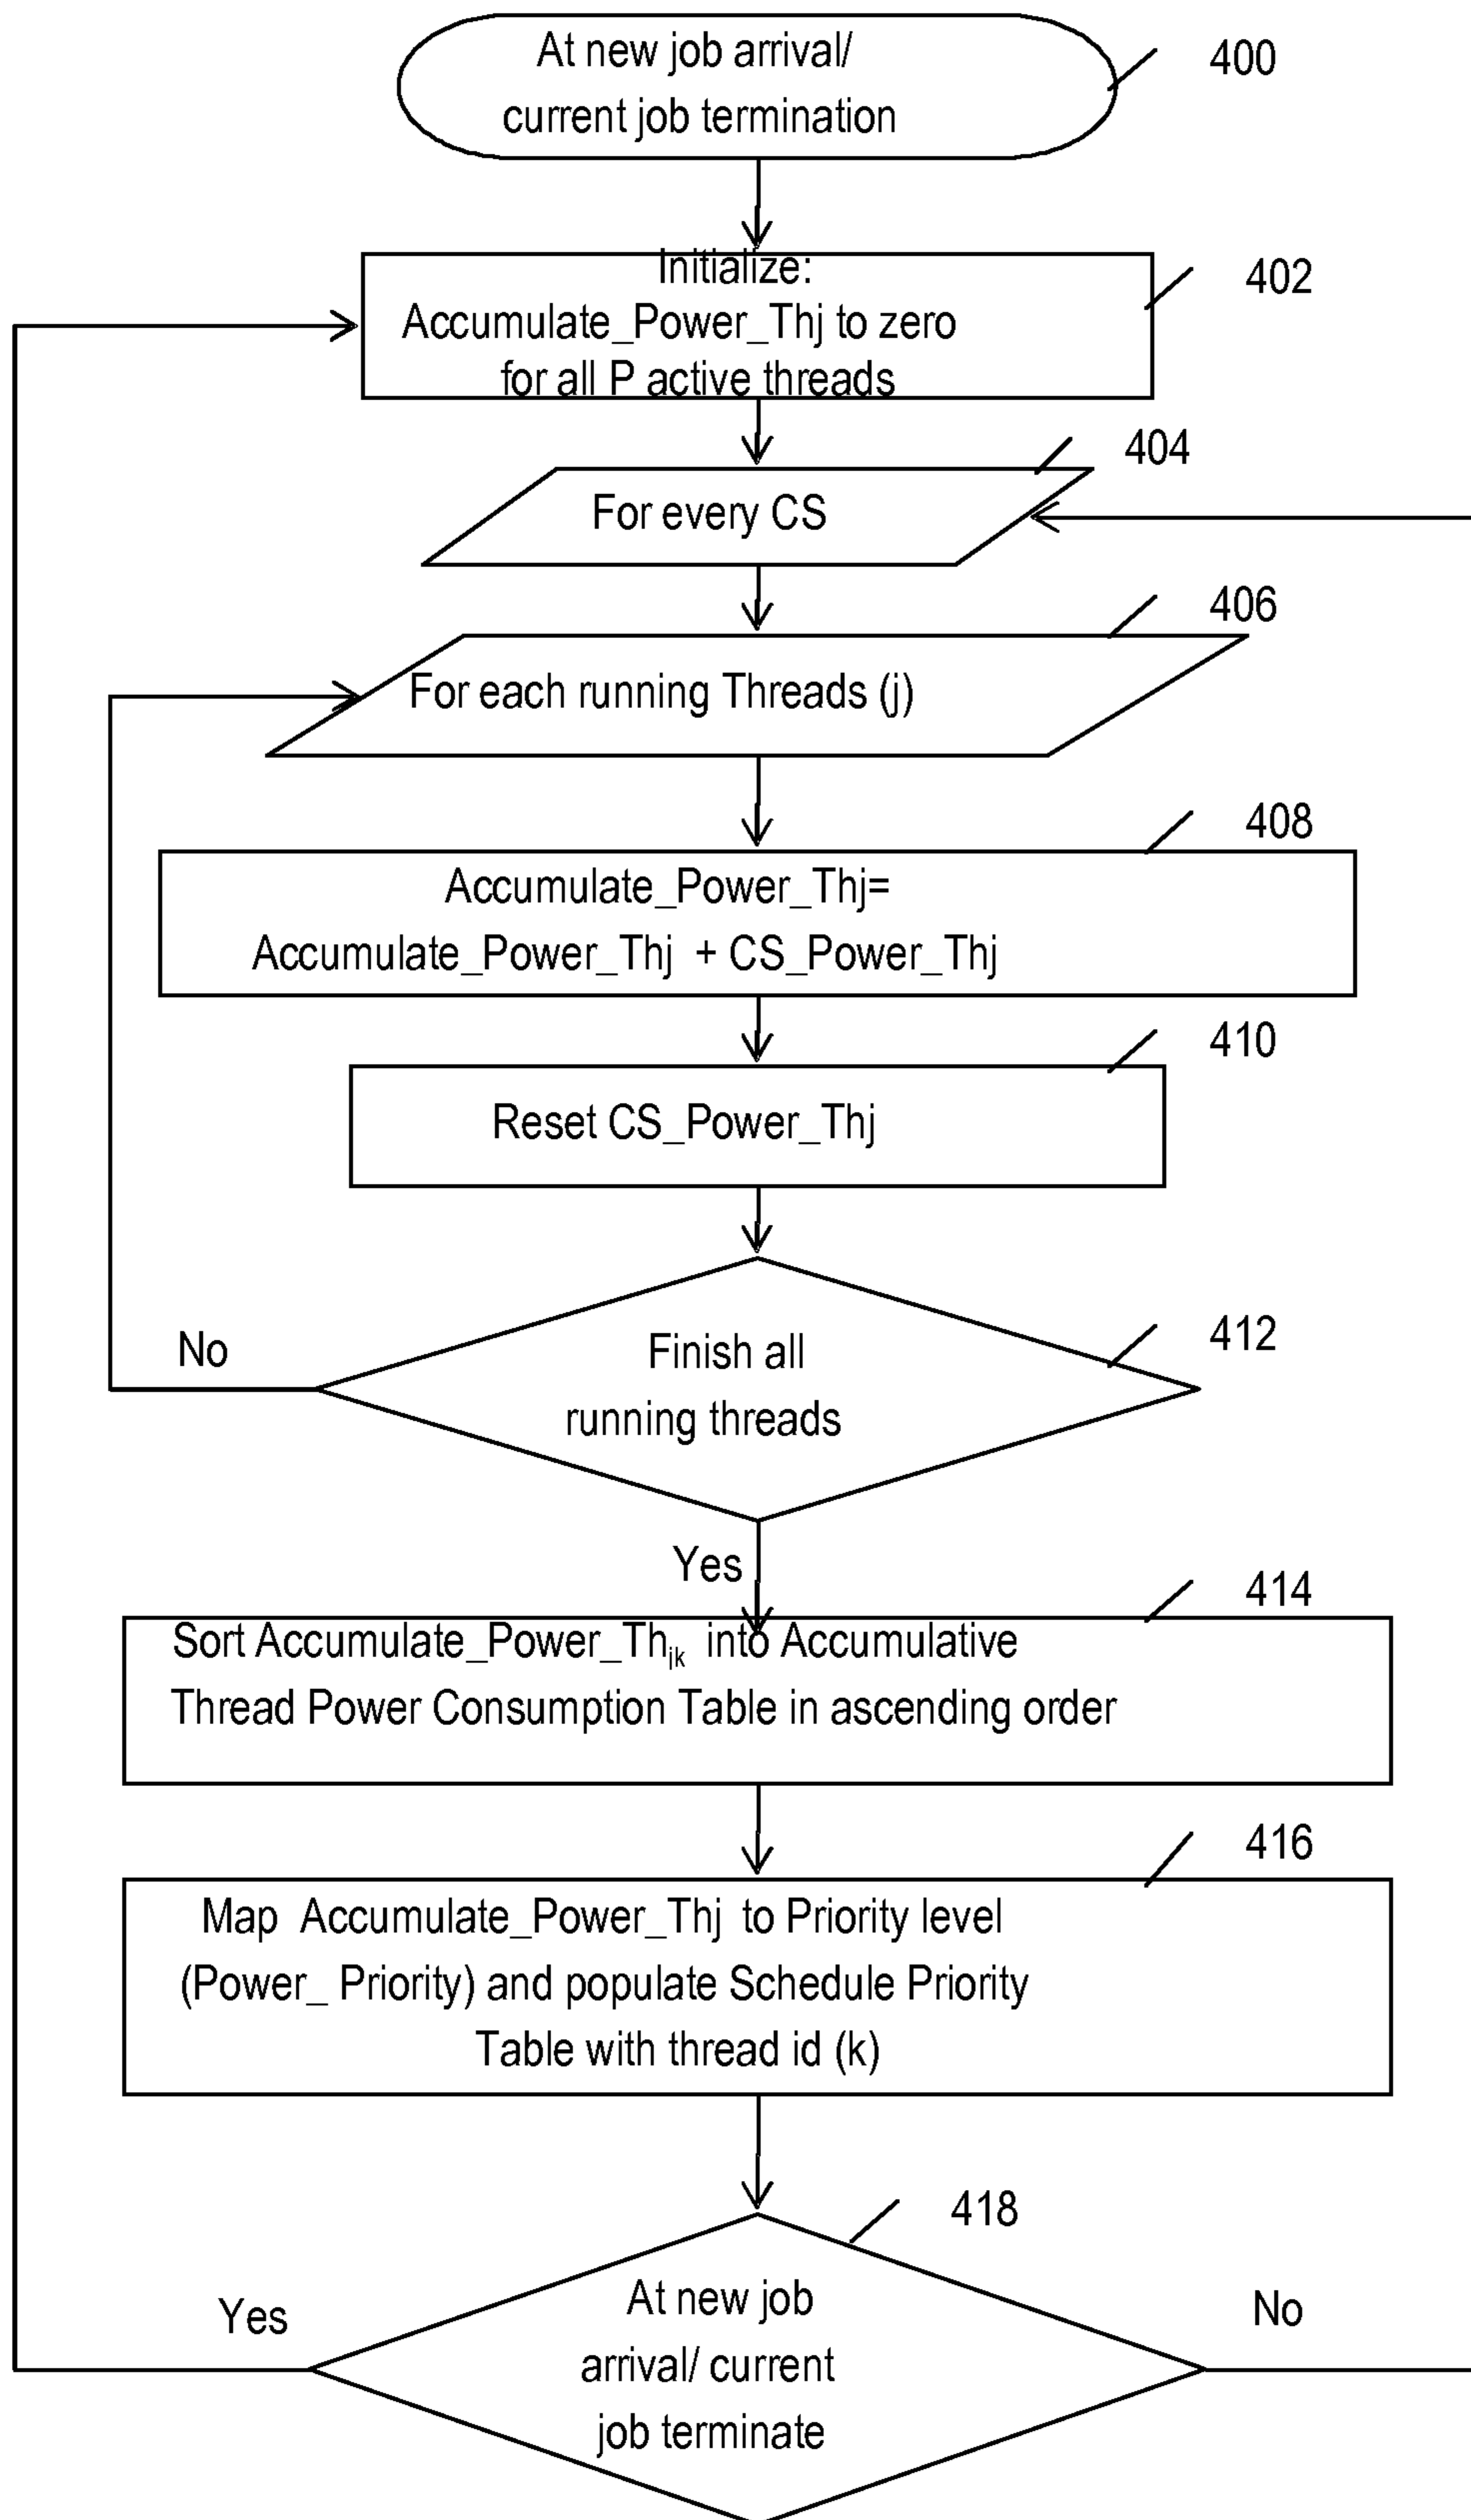 At new job arrival/
current job termination
400
Initialize:
Accumulate_Power_Thj to zero
for all P active threads
402
For every CS
404
For each running Threads (j)
406
Accumulate_Power_Thj=
Accumulate_Power_Thj + CS_Power_Thj
408
Reset CS_Power_Thj
410
Finish all
running threads
412
No
Yes
Sort Accumulate_Power_Thjk into Accumulative
Thread Power Consumption Table in ascending order
414
Map Accumulate_Power_Thj to Priority level
(Power_ Priority) and populate Schedule Priority
Table with thread id (k)
416
At new job
arrival/ current
job terminate
418
Yes
No